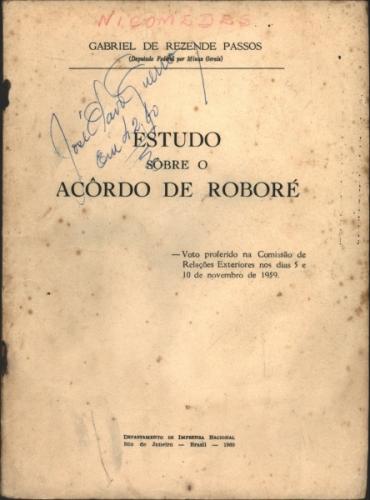 NICOMEDES
GABRIEL DE REZENDE PASSOS
(Deputado Federal por Minas Gerais)
José
Em
ESTUDO
SÔBRE O
ACÔRDO DE ROBORÉ
— Voto proferido na Comissão de
Relações Exteriores nos dias 5 e
10 de novembro de 1959.
DEPARTAMENTO DE IMPRENSA NACIONAL
Rio de Janeiro — Brasil — 1960